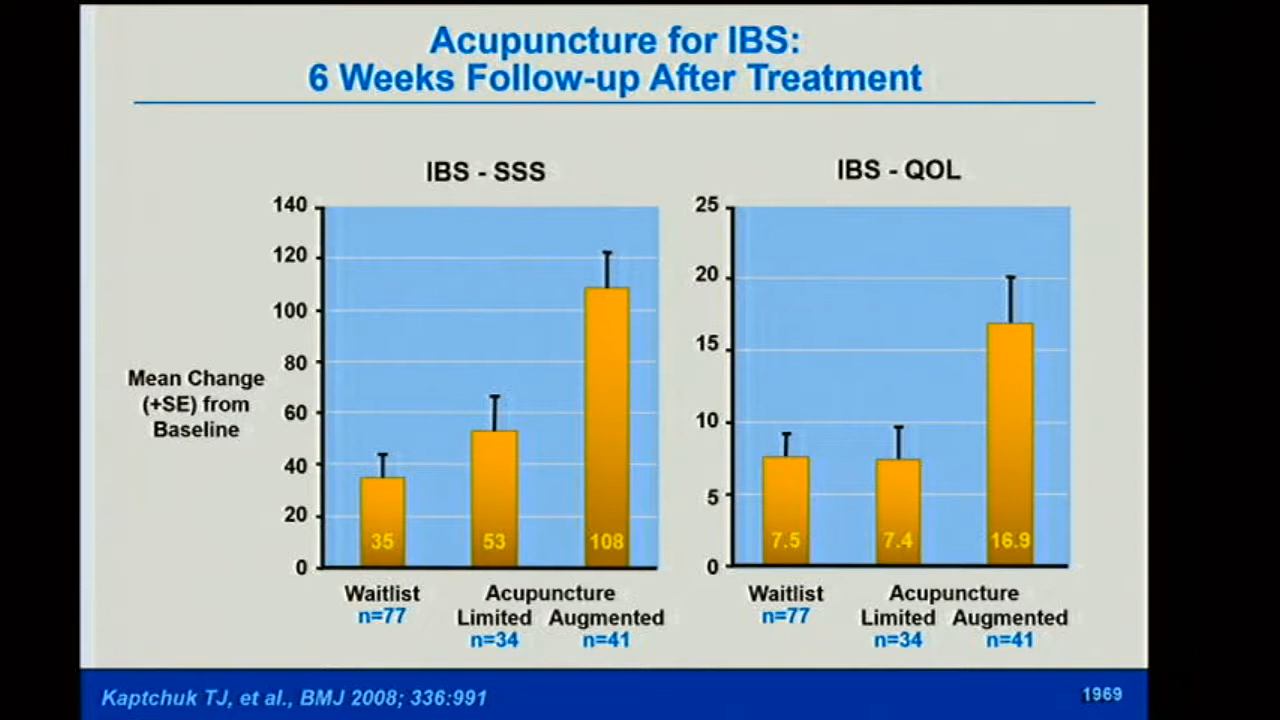 Acupuncture for IBS:
6 Weeks Follow-up After Treatment
IBS - SSS
140
120
100
80
60
40
20
0
Mean Change
(+SE) from
Baseline
35
53
108
Waitlist
n=77
Acupuncture
Limited Augmented
n=34 n=41
IBS - QOL
25
20
15
10
5
0
7.5
7.4
16.9
Waitlist
n=77
Acupuncture
Limited Augmented
n=34 n=41
Kaptchuk TJ, et al., BMJ 2008; 336:991
1969